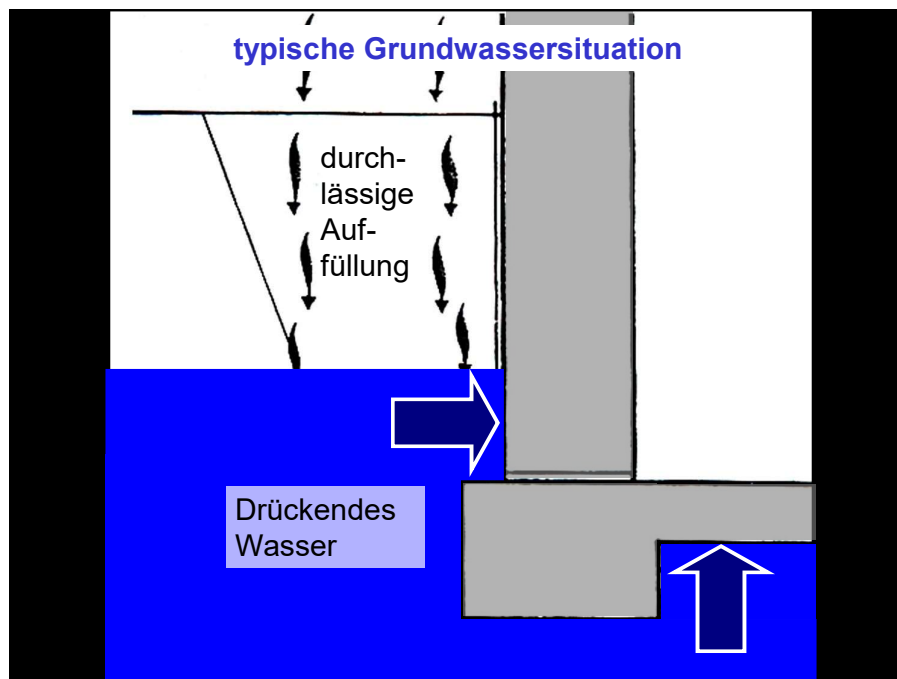 typische Grundwassersituation
durch-
lässige
Auf-
füllung
Drückendes
Wasser